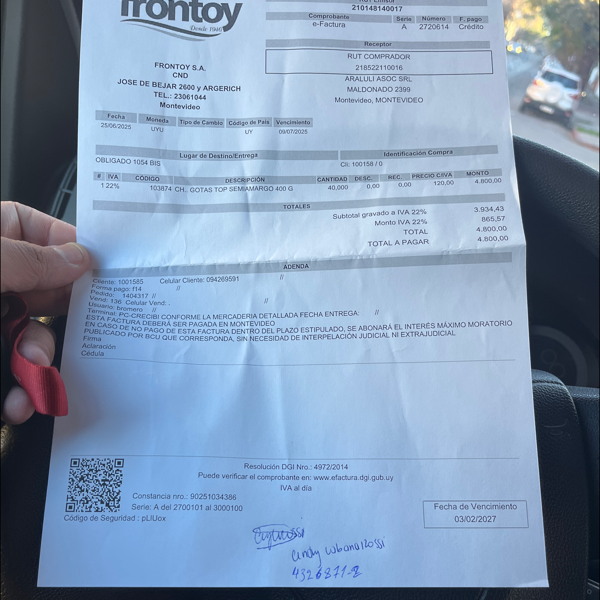 frontoy
Desde 1946
FRONTOY S.A.
CND
JOSE DE BEJAR 2600 y ARGERICH
TEL.: 23061044
Montevideo
RUT Emisor
210148140017
Comprobante Serie Número F. pago
e-Factura A 2720614 Crédito
Receptor
RUT COMPRADOR
218522110016
ARALULI ASOC SRL
MALDONADO 2399
Montevideo, MONTEVIDEO
Fecha Moneda Tipo de Cambio Código de País Vencimiento
25/06/2025 UYU UY 09/07/2025
Lugar de Destino/Entrega Identificación Compra
OBLIGADO 1054 BIS Cli: 100158 / 0
# IVA CÓDIGO DESCRIPCIÓN CANTIDAD DESC. REC. PRECIO C/IVA MONTO
1 22% 103874 CH. GOTAS TOP SEMIAMARGO 400 G 40,000 0,00 0,00 120,00 4.800,00
TOTALES
Subtotal gravado a IVA 22% 3.934,43
Monto IVA 22% 865,57
TOTAL 4.800,00
TOTAL A PAGAR 4.800,00
ADENDA
Cliente: 1001585 Celular Cliente: 094269591 //
Forma pago: f14 //
Pedido: 1404317 //
Vend: 136 Celular Vend: . //
Usuario: bromero //
Terminal: PC-CRECIBI CONFORME LA MERCADERIA DETALLADA FECHA ENTREGA: //
ESTA FACTURA DEBERÁ SER PAGADA EN MONTEVIDEO
EN CASO DE NO PAGO DE ESTA FACTURA DENTRO DEL PLAZO ESTIPULADO, SE ABONARÁ EL INTERÉS MÁXIMO MORATORIO
PUBLICADO POR BCU QUE CORRESPONDA, SIN NECESIDAD DE INTERPELACIÓN JUDICIAL NI EXTRAJUDICIAL
Firma
Aclaración
Cédula
Resolución DGI Nro.: 4972/2014
Puede verificar el comprobante en: www.efactura.dgi.gub.uy
IVA al día
Constancia nro.: 90251034386
Serie: A del 2700101 al 3000100
Código de Seguridad : pLIUox
Fecha de Vencimiento
03/02/2027
4326871-2